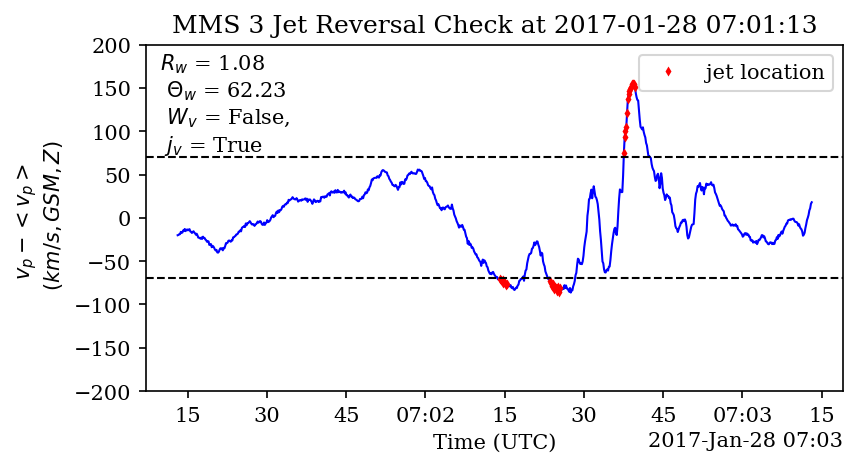 MMS 3 Jet Reversal Check at 2017-01-28 07:01:13
R_w = 1.08
Θ_w = 62.23
W_v = False,
j_v = True
jet location
v_p − < v_p >
(km/s, GSM, Z)
200
150
100
50
0
−50
−100
−150
−200
15 30 45 07:02 15 30 45 07:03 15
Time (UTC)
2017-Jan-28 07:03